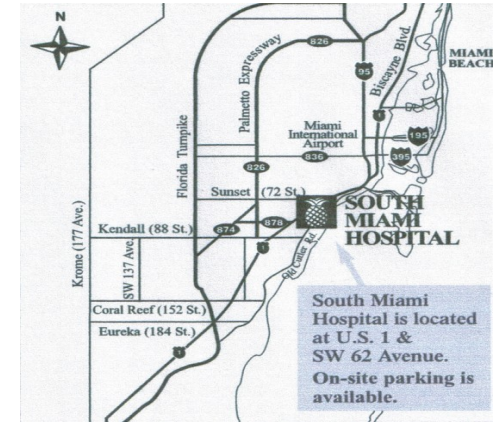 N
826
Palmetto Expressway
95
Biscayne Blvd.
MIAMI
BEACH
Florida Turnpike
1
Miami
International
Airport
195
836
395
826
Sunset (72 St.)
SOUTH
MIAMI
HOSPITAL
Krome (177 Ave.)
Kendall (88 St.)
874
878
1
Old Cutler Rd.
SW 137 Ave.
Coral Reef (152 St.)
Eureka (184 St.)
1
South Miami
Hospital is located
at U.S. 1 &
SW 62 Avenue.
On-site parking is
available.